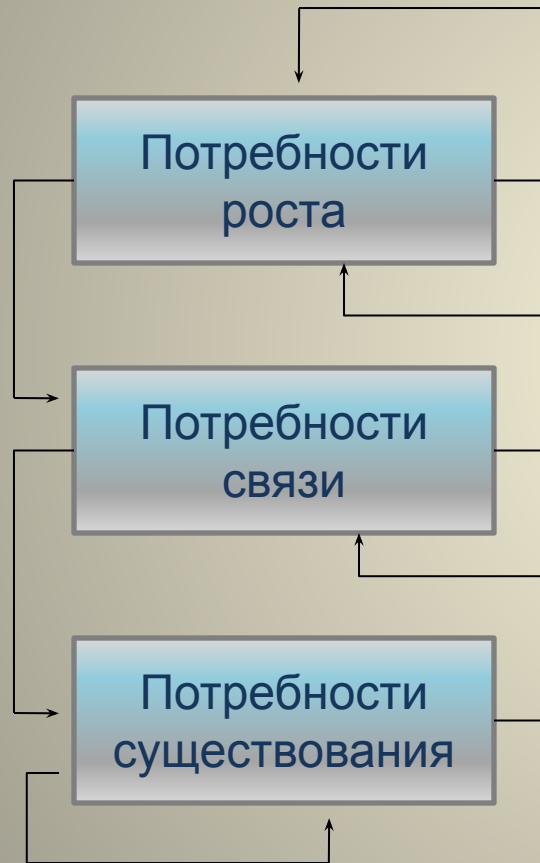 Потребности
роста
Потребности
связи
Потребности
существования